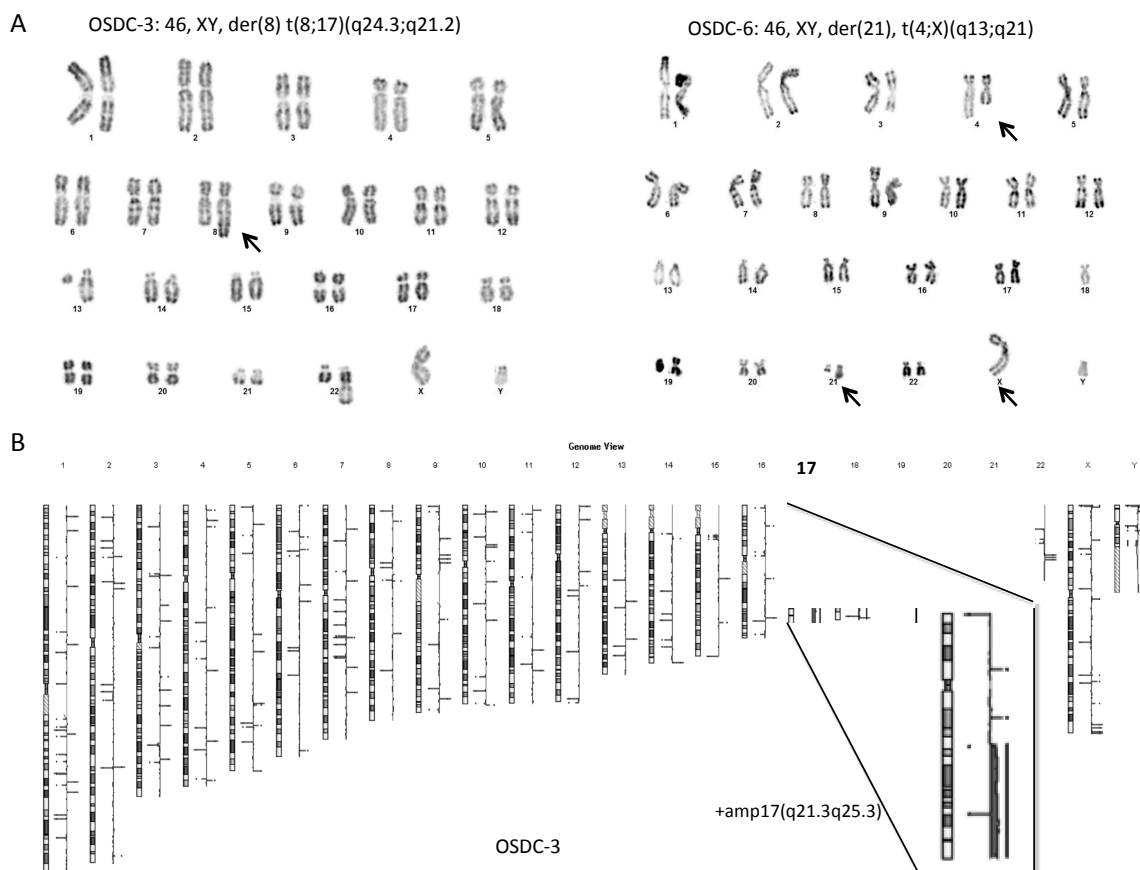 A
OSDC-3: 46, XY, der(8) t(8;17)(q24.3;q21.2)
OSDC-6: 46, XY, der(21), t(4;X)(q13;q21)
1 2 3 4 5
6 7 8 9 10 11 12
13 14 15 16 17 18
19 20 21 22 X Y
1 2 3 4 5
6 7 8 9 10 11 12
13 14 15 16 17 18
19 20 21 22 X Y
B
Genome View
1 2 3 4 5 6 7 8 9 10 11 12 13 14 15 16 17 18 19 20 21 22 X Y
+amp17(q21.3q25.3)
OSDC-3